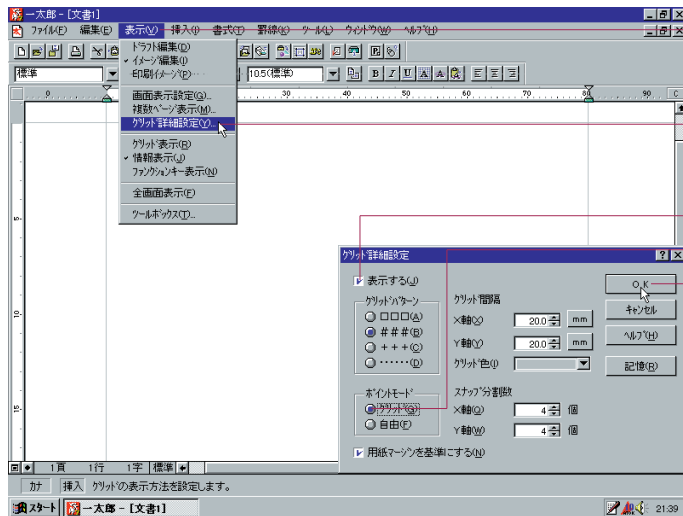 一太郎 - [文書1]
ファイル(F) 編集(E) 表示(V) 挿入(I) 書式(T) 罫線(K) ツール(L) ウィンドウ(W) ヘルプ(H)
標準 10.5(標準) B I U A A
0 30 40 50 60 70 80 90 C
ドラフト編集(D)
イメージ編集(I)
印刷イメージ(P)…
画面表示設定(G)...
複数ページ表示(M)...
グリッド詳細設定(Y)...
グリッド表示(R)
情報表示(J)
ファンクションキー表示(N)
全画面表示(F)
ツールボックス(T)...
グリッド詳細設定
表示する(J)
グリッドパターン
□□□(A)
###(B)
+++(C)
……(D)
グリッド間隔
X軸(X) 20.0 mm
Y軸(Y) 20.0 mm
グリッド色(I)
ポイントモード
グリッド(G)
自由(F)
スナップ分割数
X軸(Q) 4 個
Y軸(W) 4 個
用紙マージンを基準にする(N)
O.K
キャンセル
ヘルプ(H)
記憶(R)
1頁 1行 1字 標準
カナ 挿入 グリッドの表示方法を設定します。
スタート 一太郎 - [文書1] 21:39